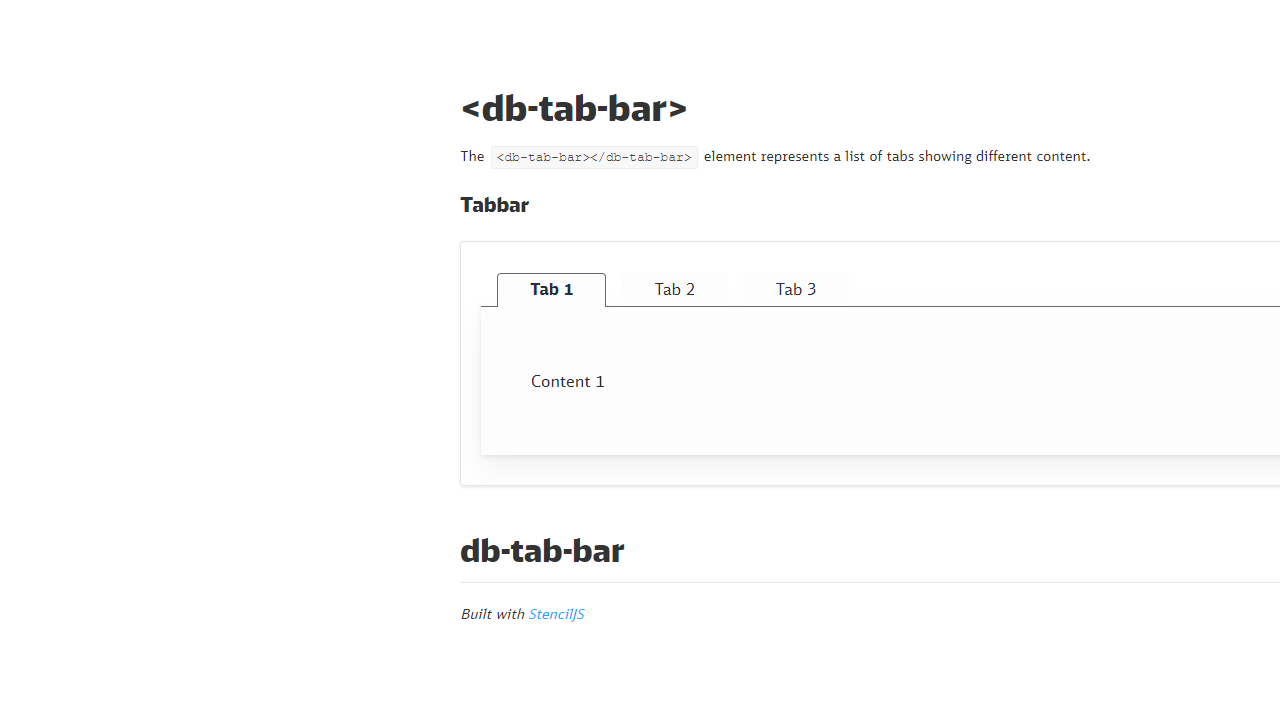 <db-tab-bar>
The <db-tab-bar></db-tab-bar> element represents a list of tabs showing different content.
Tabbar
Tab 1 Tab 2 Tab 3
Content 1
db-tab-bar
Built with StencilJS